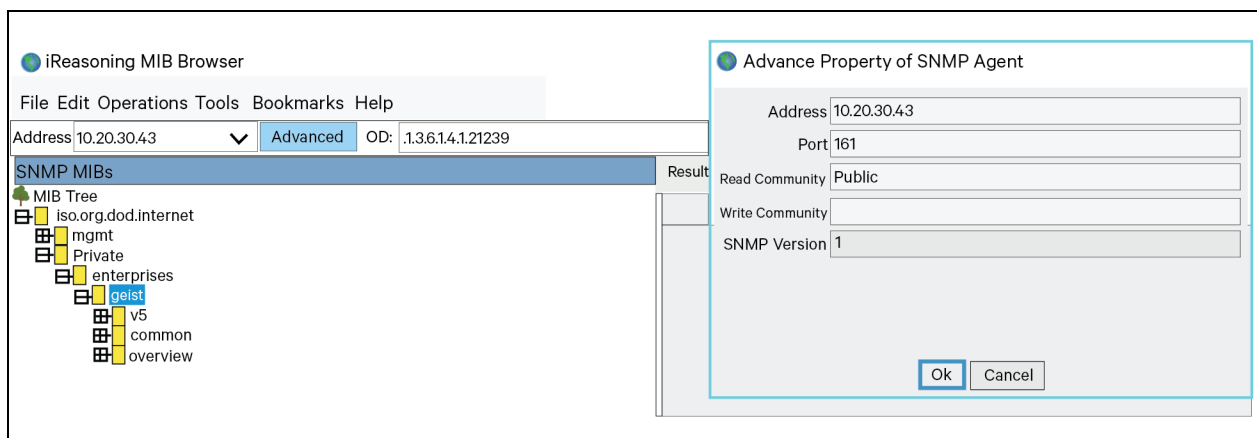 iReasoning MIB Browser
File Edit Operations Tools Bookmarks Help
Address 10.20.30.43 Advanced OD: .1.3.6.1.4.1.21239
SNMP MIBs
Result
MIB Tree
iso.org.dod.internet
mgmt
Private
enterprises
geist
v5
common
overview
Advance Property of SNMP Agent
Address 10.20.30.43
Port 161
Read Community Public
Write Community
SNMP Version 1
Ok Cancel